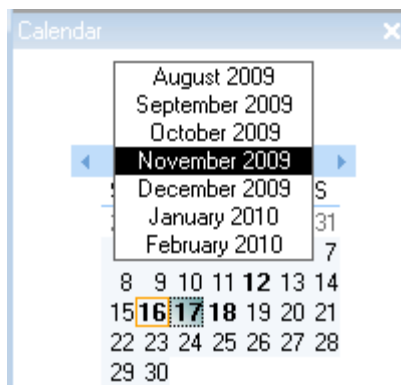 Calendar
August 2009
September 2009
October 2009
November 2009
December 2009
S
January 2010
31
February 2010
7
8 9 10 11 12 13 14
15 16 17 18 19 20 21
22 23 24 25 26 27 28
29 30